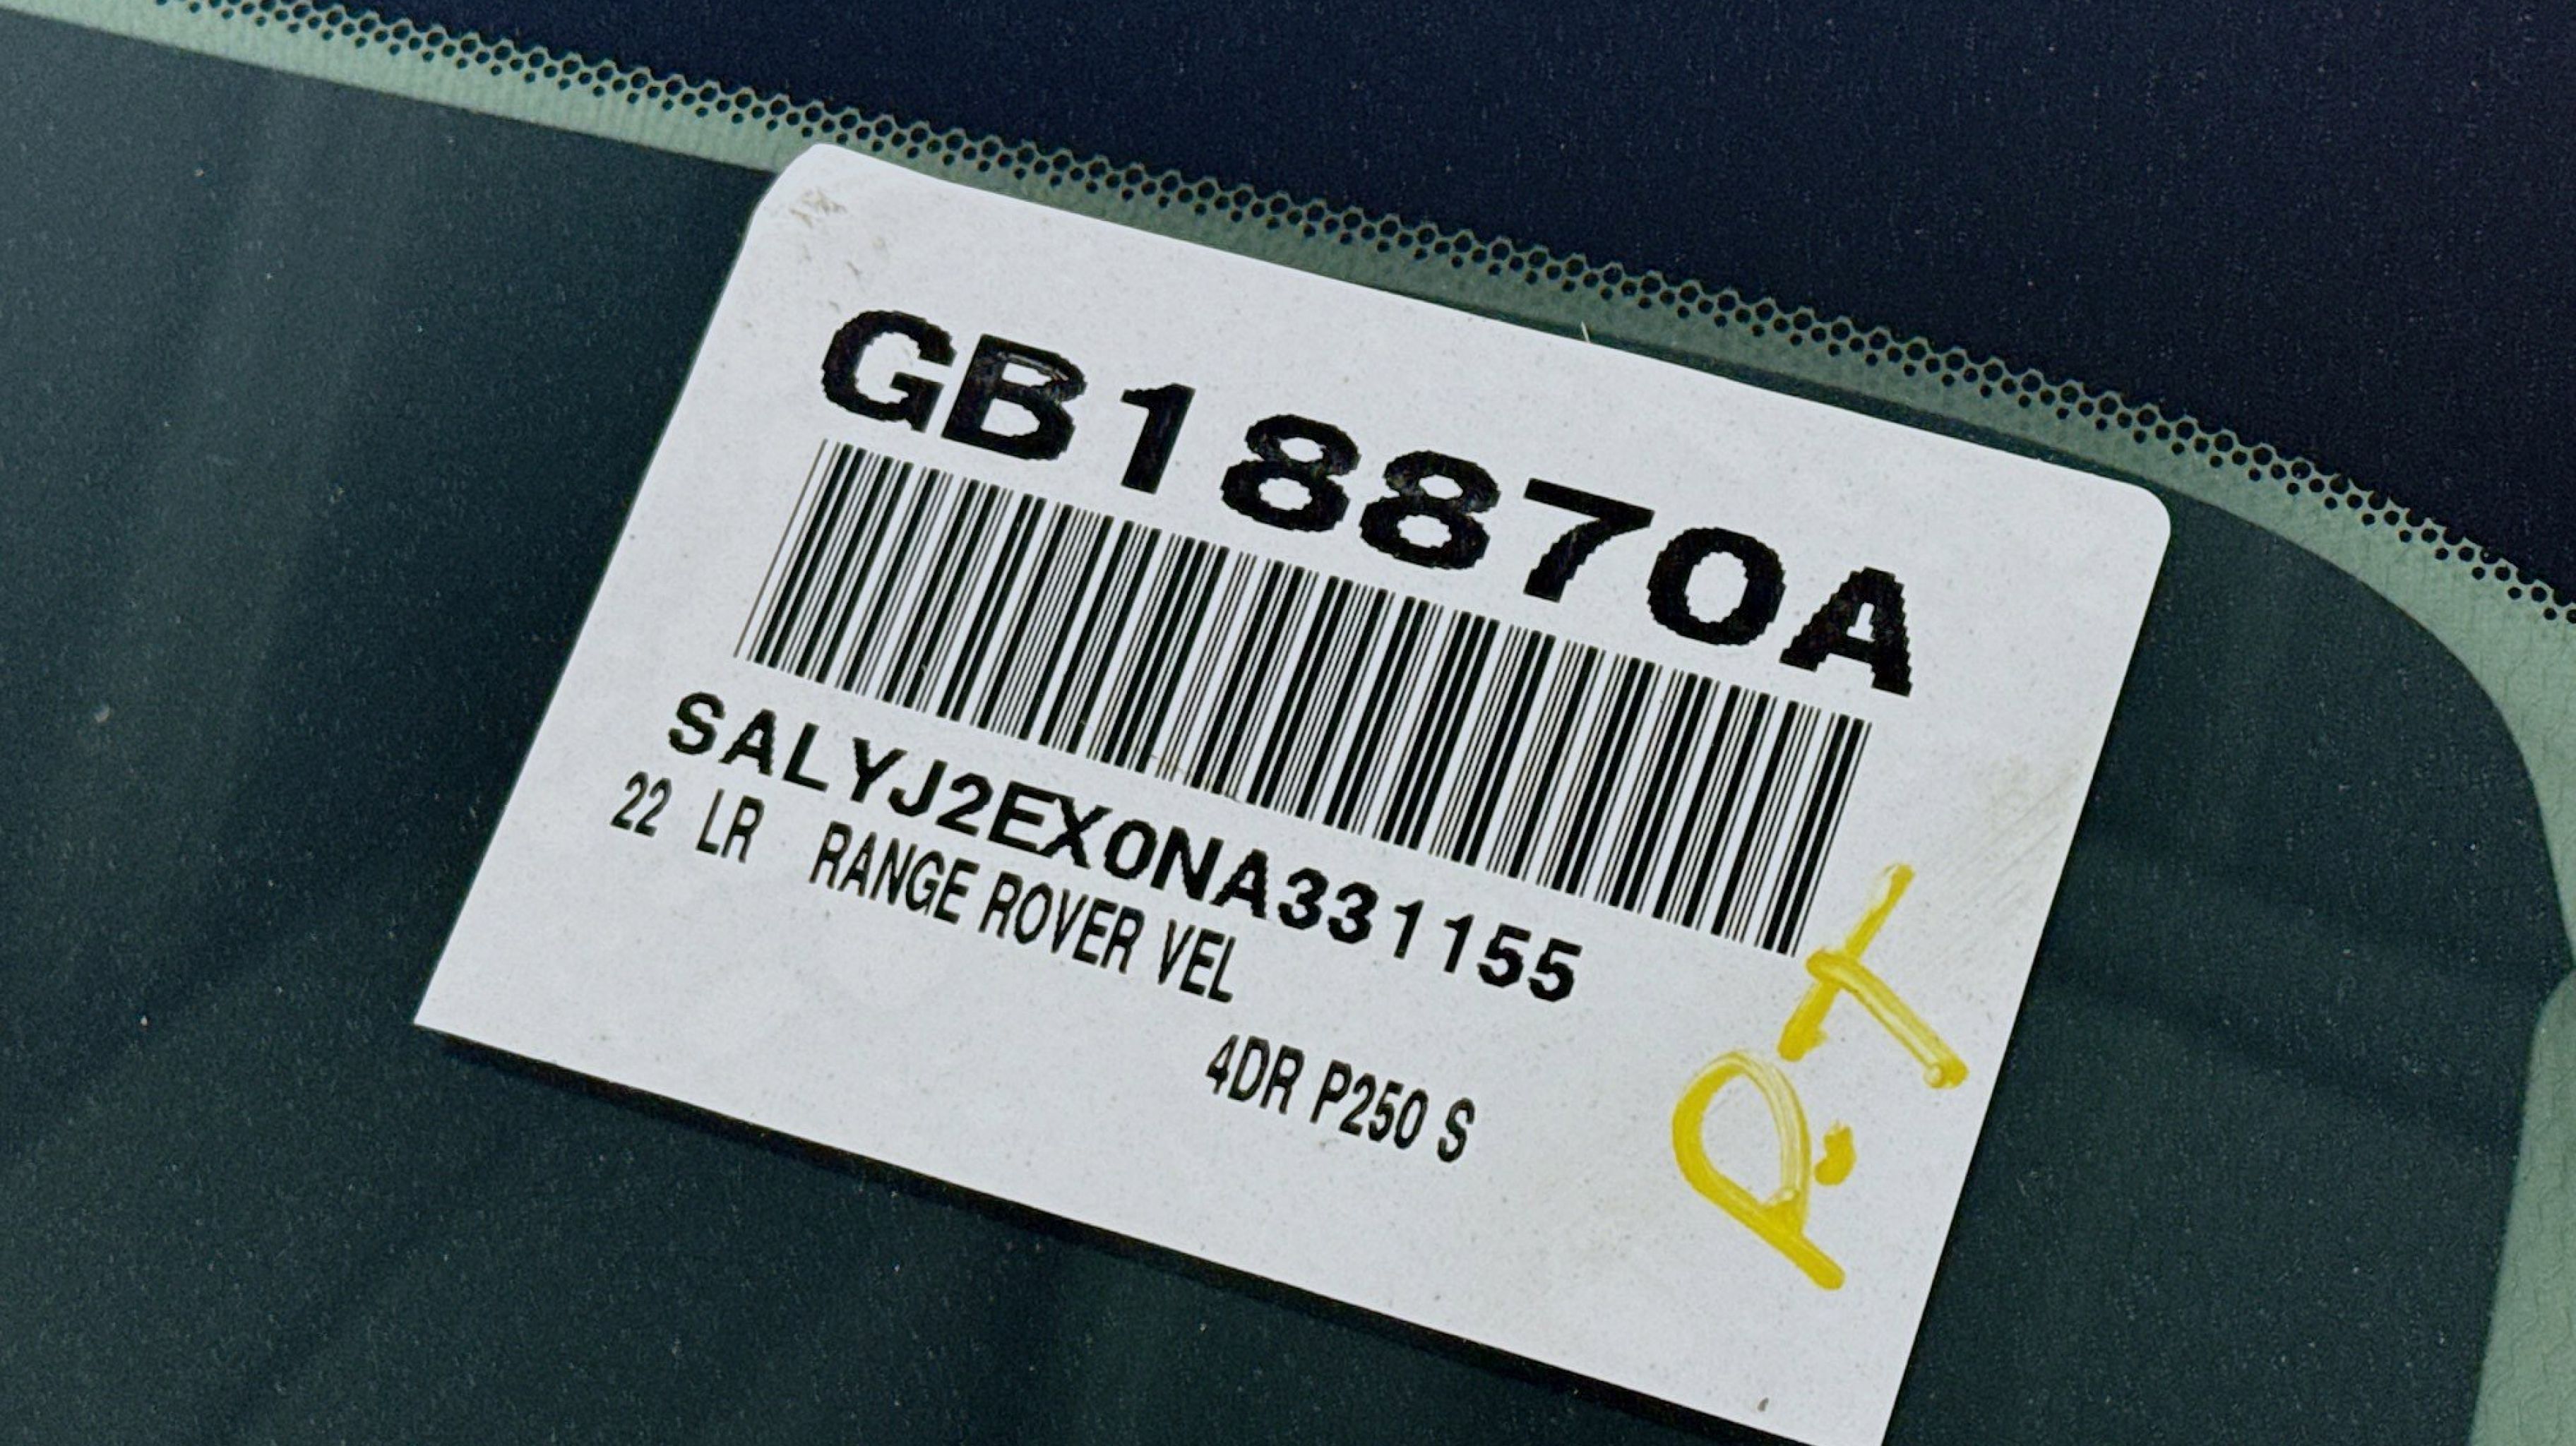 GB18870A
SALYJ2EX0NA331155
22 LR RANGE ROVER VEL
4DR P250 S
P.T